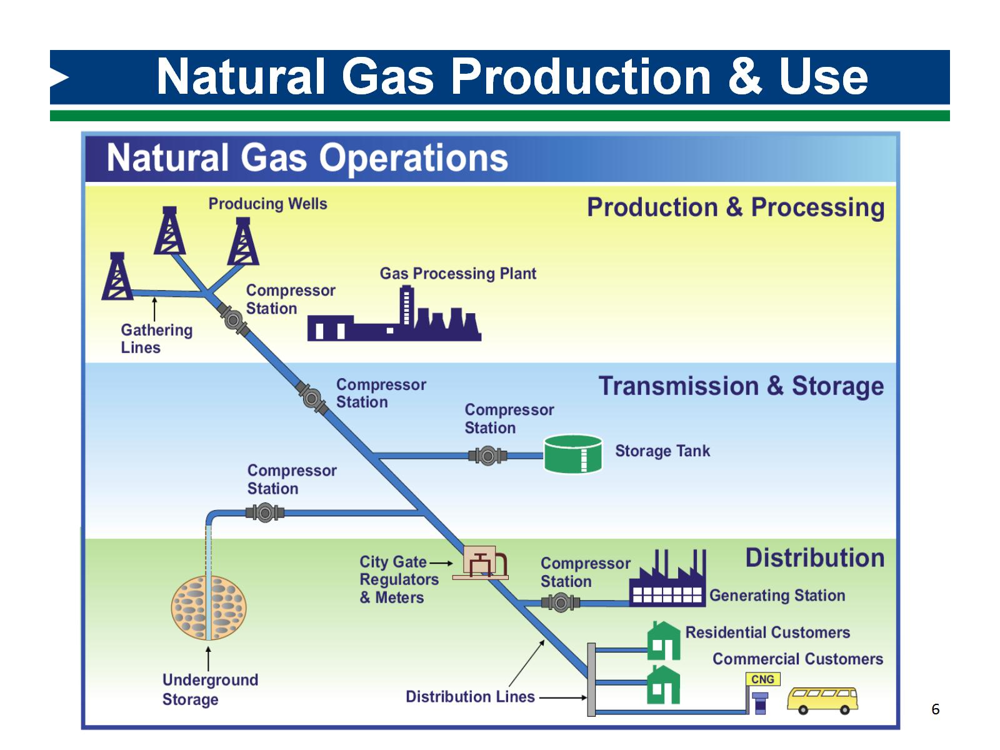 Natural Gas Production & Use
Natural Gas Operations
Producing Wells
Production & Processing
Gas Processing Plant
Compressor
Station
Gathering
Lines
Compressor
Station
Transmission & Storage
Compressor
Station
Storage Tank
Compressor
Station
City Gate
Regulators
& Meters
Compressor
Station
Distribution
Generating Station
Residential Customers
Commercial Customers
CNG
Underground
Storage
Distribution Lines
6